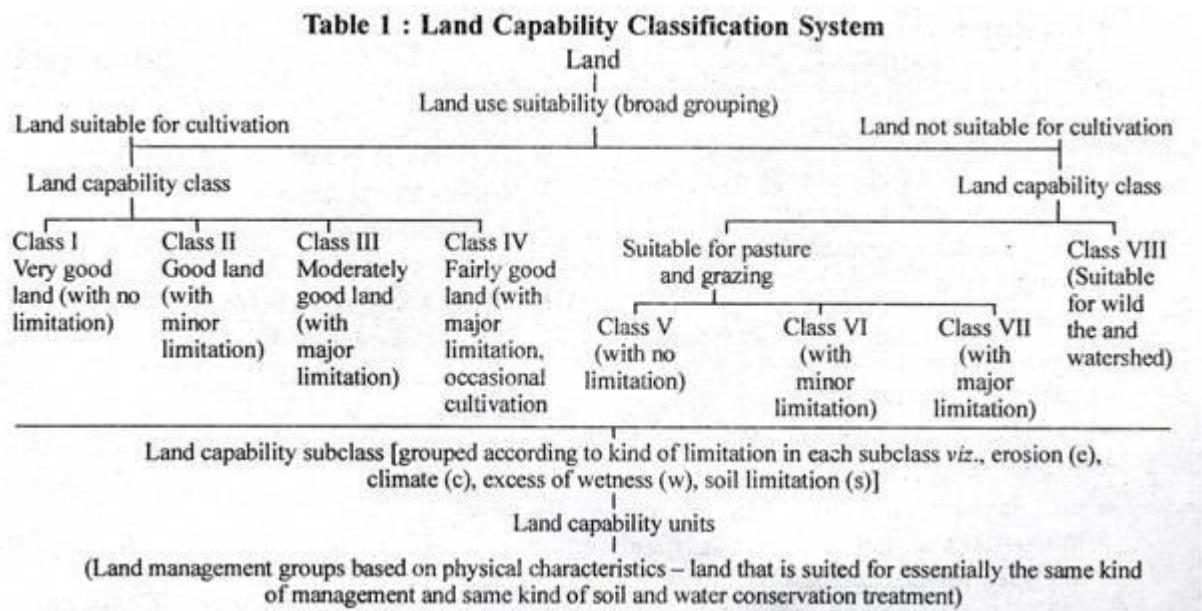 Table 1 : Land Capability Classification System
Land
Land use suitability (broad grouping)
Land suitable for cultivation
Land not suitable for cultivation
Land capability class
Land capability class
Class I
Very good
land (with no
limitation)
Class II
Good land
(with
minor
limitation)
Class III
Moderately
good land
(with
major
limitation)
Class IV
Fairly good
land (with
major
limitation,
occasional
cultivation
Suitable for pasture
and grazing
Class V
(with no
limitation)
Class VI
(with
minor
limitation)
Class VII
(with
major
limitation)
Class VIII
(Suitable
for wild
the and
watershed)
Land capability subclass [grouped according to kind of limitation in each subclass viz., erosion (e),
climate (c), excess of wetness (w), soil limitation (s)]
Land capability units
(Land management groups based on physical characteristics – land that is suited for essentially the same kind
of management and same kind of soil and water conservation treatment)